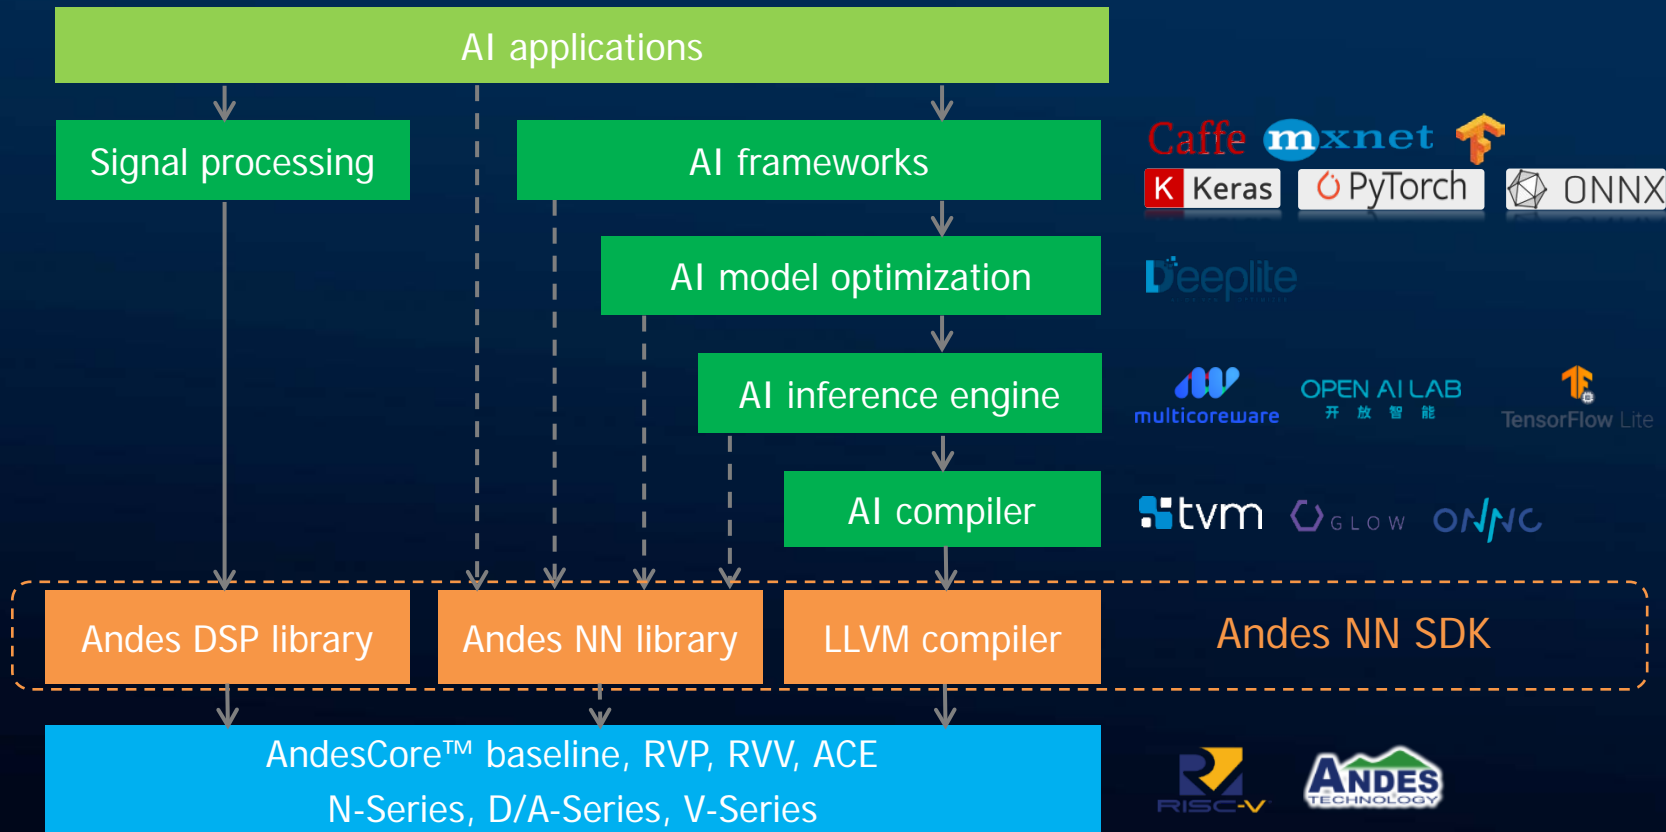 AI applications
Signal processing
AI frameworks
Caffe mxnet
K Keras PyTorch ONNX
AI model optimization
Deeplite
AI inference engine
multicoreware
OPEN AI LAB
开放智能
TensorFlow Lite
AI compiler
tvm GLOW ONNC
Andes DSP library
Andes NN library
LLVM compiler
Andes NN SDK
AndesCore™ baseline, RVP, RVV, ACE
N-Series, D/A-Series, V-Series
RISC-V
ANDES
TECHNOLOGY